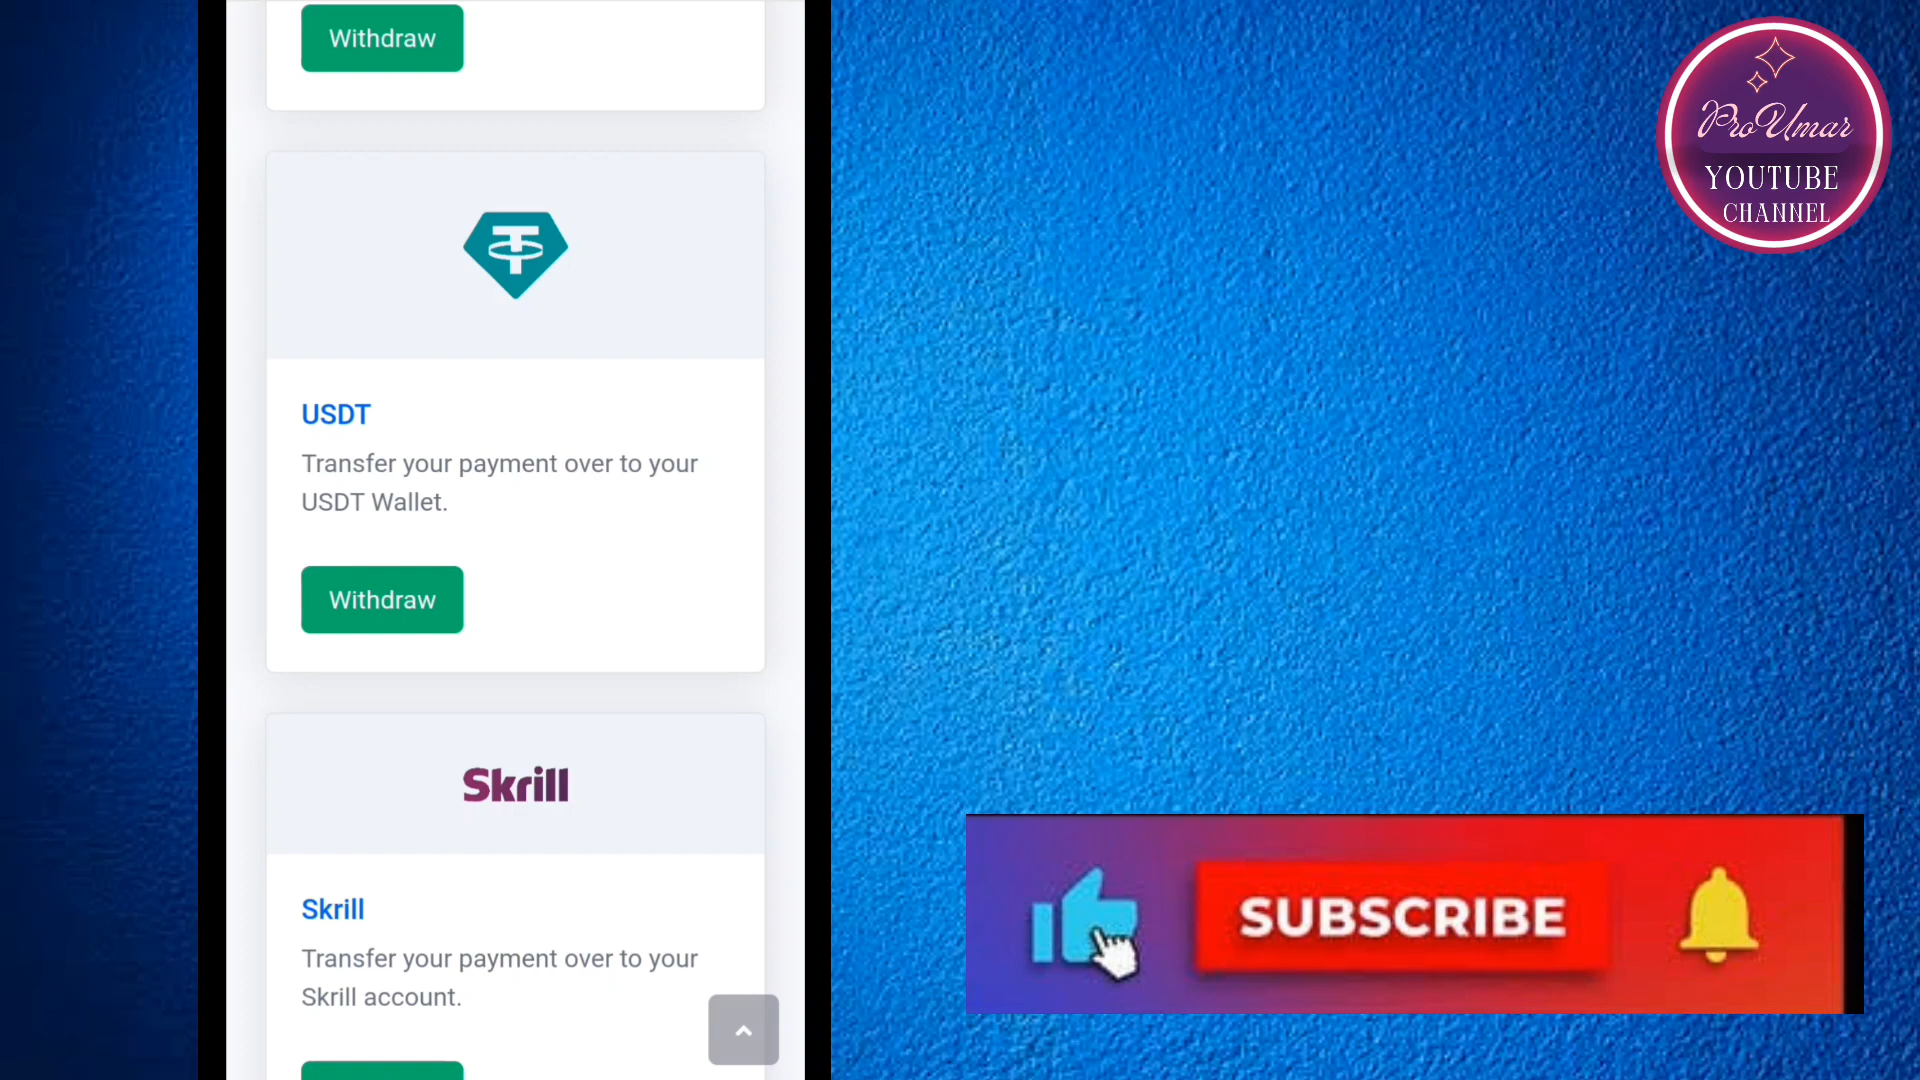 Withdraw
USDT
Transfer your payment over to your
USDT Wallet.
Withdraw
Skrill
Skrill
Transfer your payment over to your
Skrill account.
ProUmar
YOUTUBE
CHANNEL
SUBSCRIBE